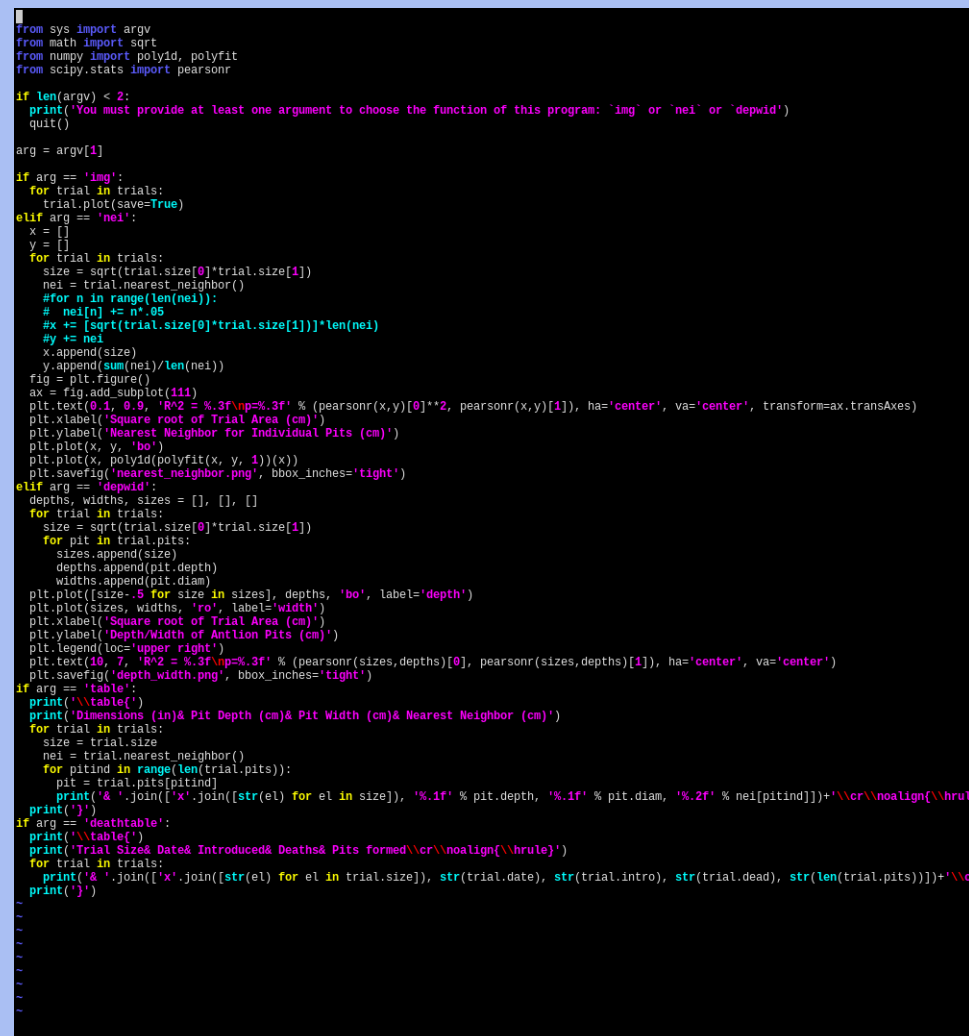 from sys import argv
from math import sqrt
from numpy import poly1d, polyfit
from scipy.stats import pearsonr

if len(argv) < 2:
  print('You must provide at least one argument to choose the function of this program: `img` or `nei` or `depwid')
  quit()

arg = argv[1]

if arg == 'img':
  for trial in trials:
    trial.plot(save=True)
elif arg == 'nei':
  x = []
  y = []
  for trial in trials:
    size = sqrt(trial.size[0]*trial.size[1])
    nei = trial.nearest_neighbor()
    #for n in range(len(nei)):
    #  nei[n] += n*.05
    #x += [sqrt(trial.size[0]*trial.size[1])]*len(nei)
    #y += nei
    x.append(size)
    y.append(sum(nei)/len(nei))
  fig = plt.figure()
  ax = fig.add_subplot(111)
  plt.text(0.1, 0.9, 'R^2 = %.3f\np=%.3f' % (pearsonr(x,y)[0]**2, pearsonr(x,y)[1]), ha='center', va='center', transform=ax.transAxes)
  plt.xlabel('Square root of Trial Area (cm)')
  plt.ylabel('Nearest Neighbor for Individual Pits (cm)')
  plt.plot(x, y, 'bo')
  plt.plot(x, poly1d(polyfit(x, y, 1))(x))
  plt.savefig('nearest_neighbor.png', bbox_inches='tight')
elif arg == 'depwid':
  depths, widths, sizes = [], [], []
  for trial in trials:
    size = sqrt(trial.size[0]*trial.size[1])
    for pit in trial.pits:
      sizes.append(size)
      depths.append(pit.depth)
      widths.append(pit.diam)
  plt.plot([size-.5 for size in sizes], depths, 'bo', label='depth')
  plt.plot(sizes, widths, 'ro', label='width')
  plt.xlabel('Square root of Trial Area (cm)')
  plt.ylabel('Depth/Width of Antlion Pits (cm)')
  plt.legend(loc='upper right')
  plt.text(10, 7, 'R^2 = %.3f\np=%.3f' % (pearsonr(sizes,depths)[0], pearsonr(sizes,depths)[1]), ha='center', va='center')
  plt.savefig('depth_width.png', bbox_inches='tight')
if arg == 'table':
  print('\\table{')
  print('Dimensions (in)& Pit Depth (cm)& Pit Width (cm)& Nearest Neighbor (cm)')
  for trial in trials:
    size = trial.size
    nei = trial.nearest_neighbor()
    for pitind in range(len(trial.pits)):
      pit = trial.pits[pitind]
      print('& '.join(['x'.join([str(el) for el in size]), '%.1f' % pit.depth, '%.1f' % pit.diam, '%.2f' % nei[pitind]])+'\\cr\\noalign{\\hrul
  print('}')
if arg == 'deathtable':
  print('\\table{')
  print('Trial Size& Date& Introduced& Deaths& Pits formed\\cr\\noalign{\\hrule}')
  for trial in trials:
    print('& '.join(['x'.join([str(el) for el in trial.size]), str(trial.date), str(trial.intro), str(trial.dead), str(len(trial.pits))])+'\\c
  print('}')
~
~
~
~
~
~
~
~
~